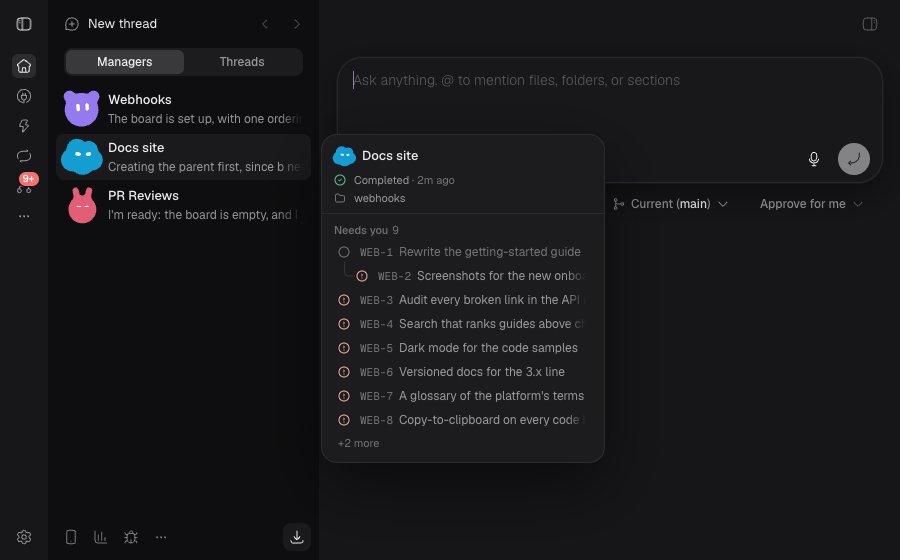 New thread
Managers
Threads
Webhooks
The board is set up, with one
Docs site
Creating the parent first, since b
PR Reviews
I'm ready: the board is empty, and
9+
Ask anything. @ to mention files, folders, or sections
Current (main)
Approve for me
Docs site
Completed · 2m ago
webhooks
Needs you 9
WEB-1 Rewrite the getting-started guide
WEB-2 Screenshots for the new
WEB-3 Audit every broken link in the API
WEB-4 Search that ranks guides above
WEB-5 Dark mode for the code samples
WEB-6 Versioned docs for the 3.x line
WEB-7 A glossary of the platform's terms
WEB-8 Copy-to-clipboard on every code
+2 more